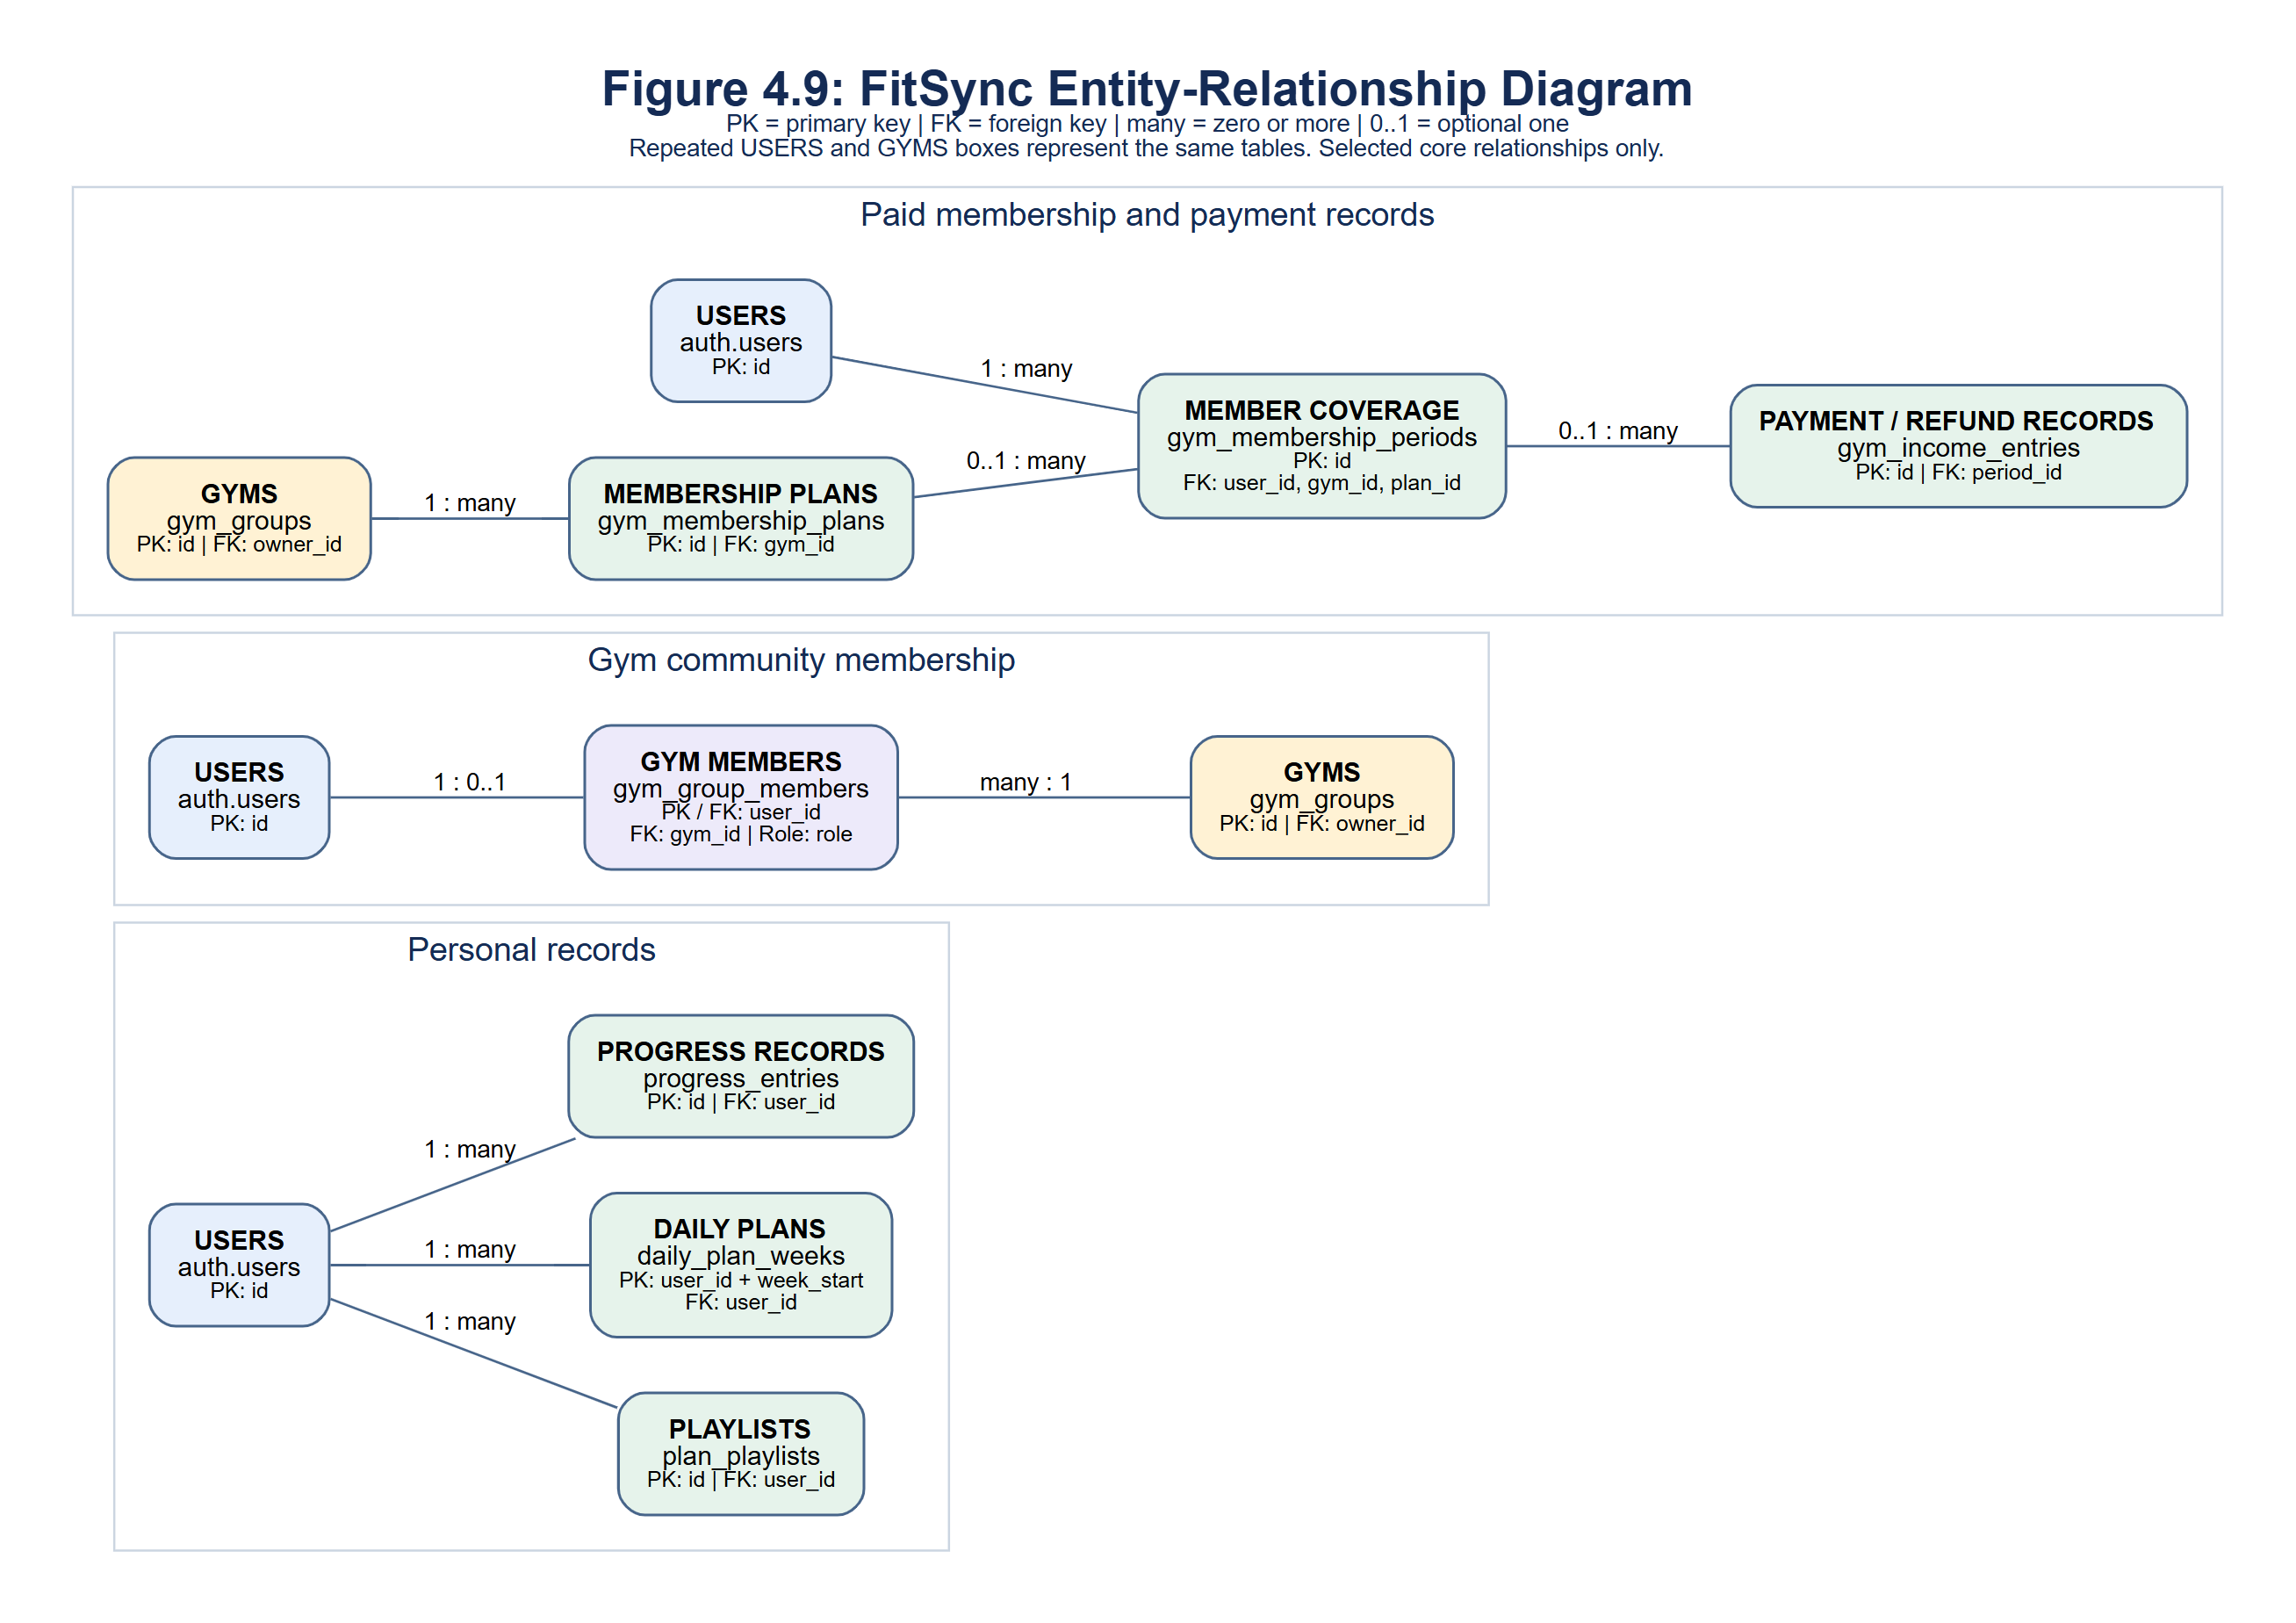 Figure 4.9: FitSync Entity-Relationship Diagram
PK = primary key | FK = foreign key | many = zero or more | 0..1 = optional one
Repeated USERS and GYMS boxes represent the same tables. Selected core relationships only.
Paid membership and payment records
USERS
auth.users
PK: id
1 : many
MEMBER COVERAGE
gym_membership_periods
PK: id
FK: user_id, gym_id, plan_id
0..1 : many
PAYMENT / REFUND RECORDS
gym_income_entries
PK: id | FK: period_id
GYMS
gym_groups
PK: id | FK: owner_id
1 : many
MEMBERSHIP PLANS
gym_membership_plans
PK: id | FK: gym_id
0..1 : many
Gym community membership
USERS
auth.users
PK: id
1 : 0..1
GYM MEMBERS
gym_group_members
PK / FK: user_id
FK: gym_id | Role: role
many : 1
GYMS
gym_groups
PK: id | FK: owner_id
Personal records
PROGRESS RECORDS
progress_entries
PK: id | FK: user_id
1 : many
USERS
auth.users
PK: id
1 : many
DAILY PLANS
daily_plan_weeks
PK: user_id + week_start
FK: user_id
1 : many
PLAYLISTS
plan_playlists
PK: id | FK: user_id